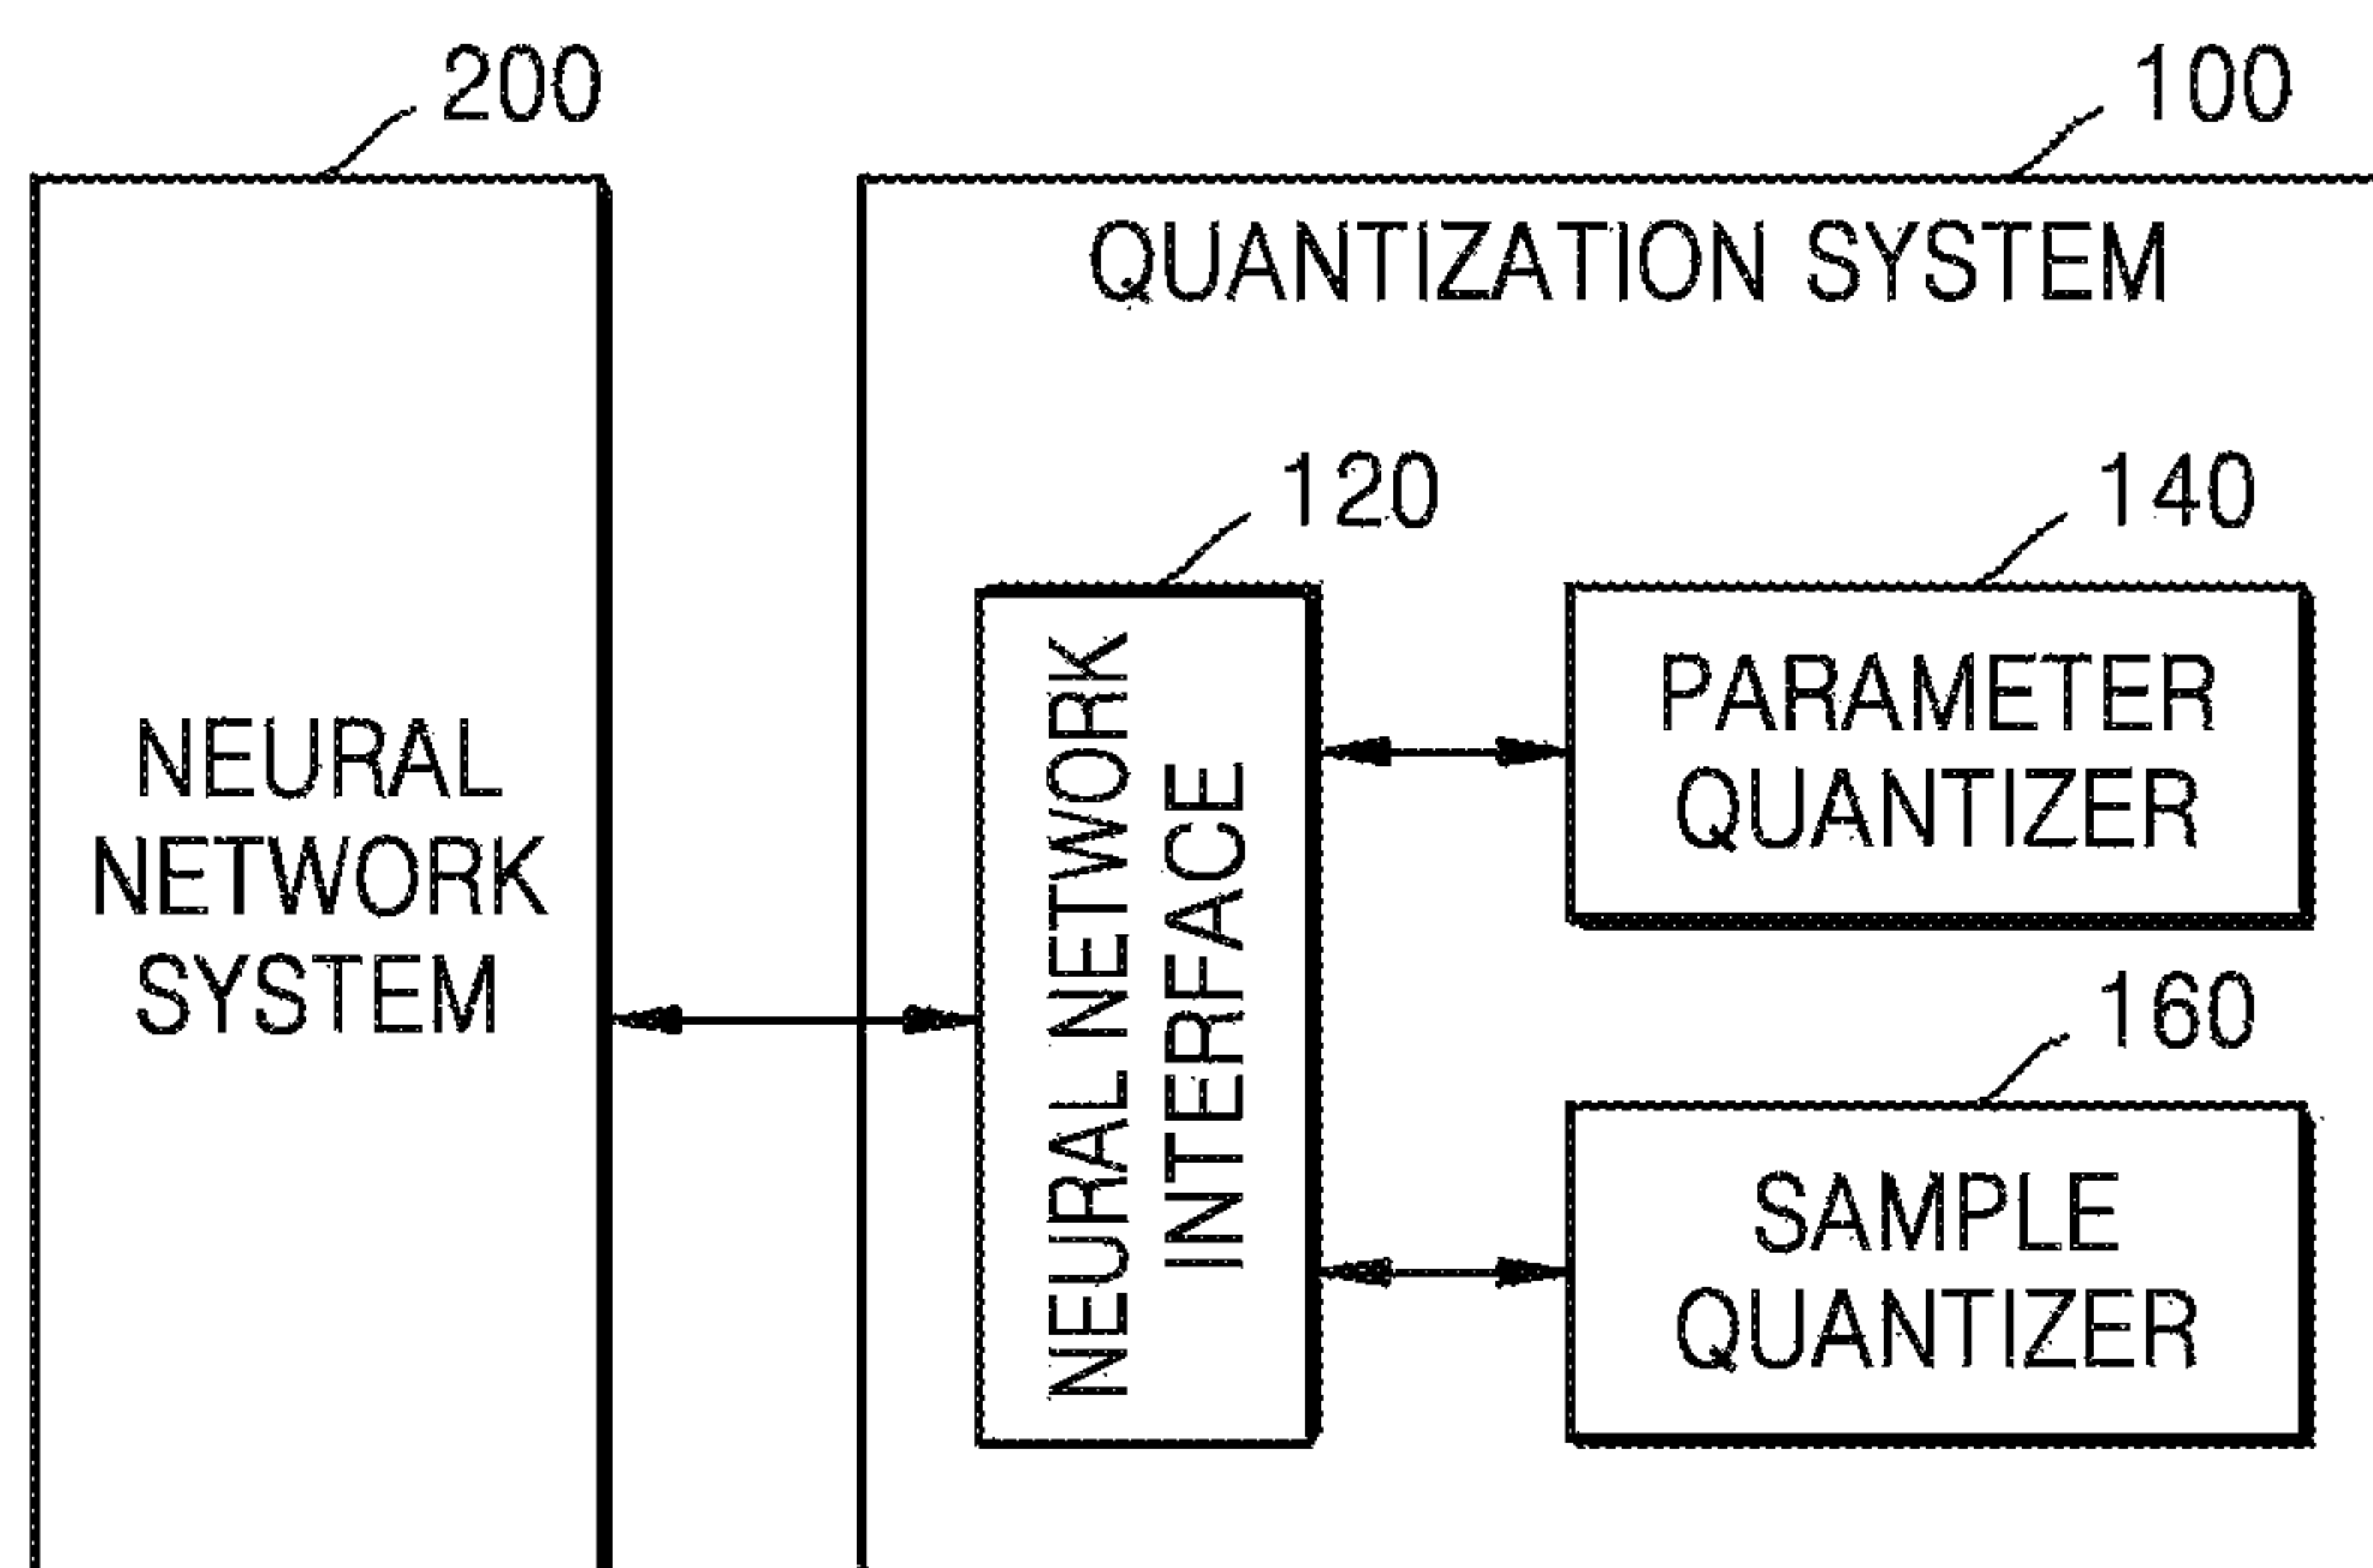 200
100
QUANTIZATION SYSTEM
120
140
NEURAL
NETWORK
SYSTEM
NEURAL NETWORK
INTERFACE
PARAMETER
QUANTIZER
160
SAMPLE
QUANTIZER